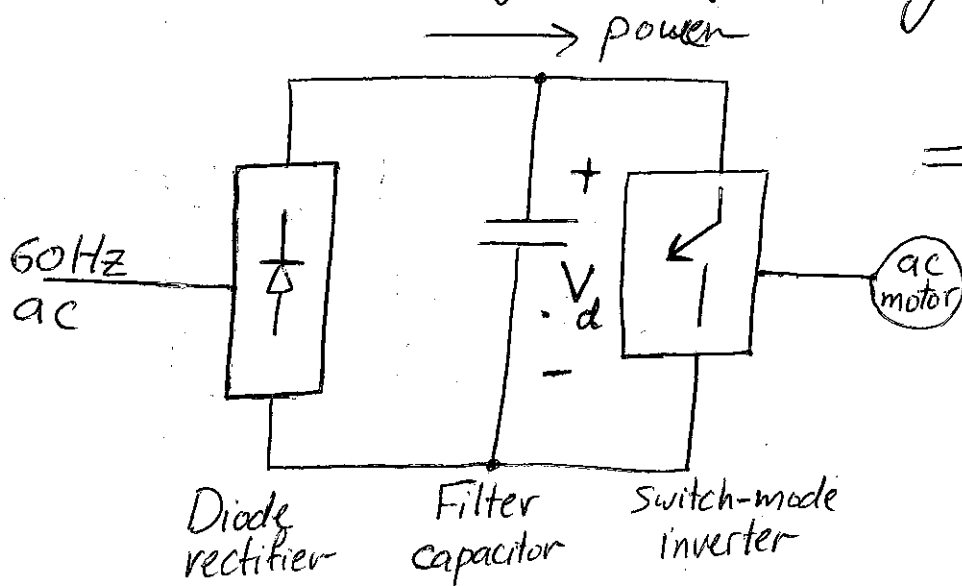 power
60Hz
ac
+
V
d
-
ac
motor
Diode
rectifier
Filter
capacitor
Switch-mode
inverter